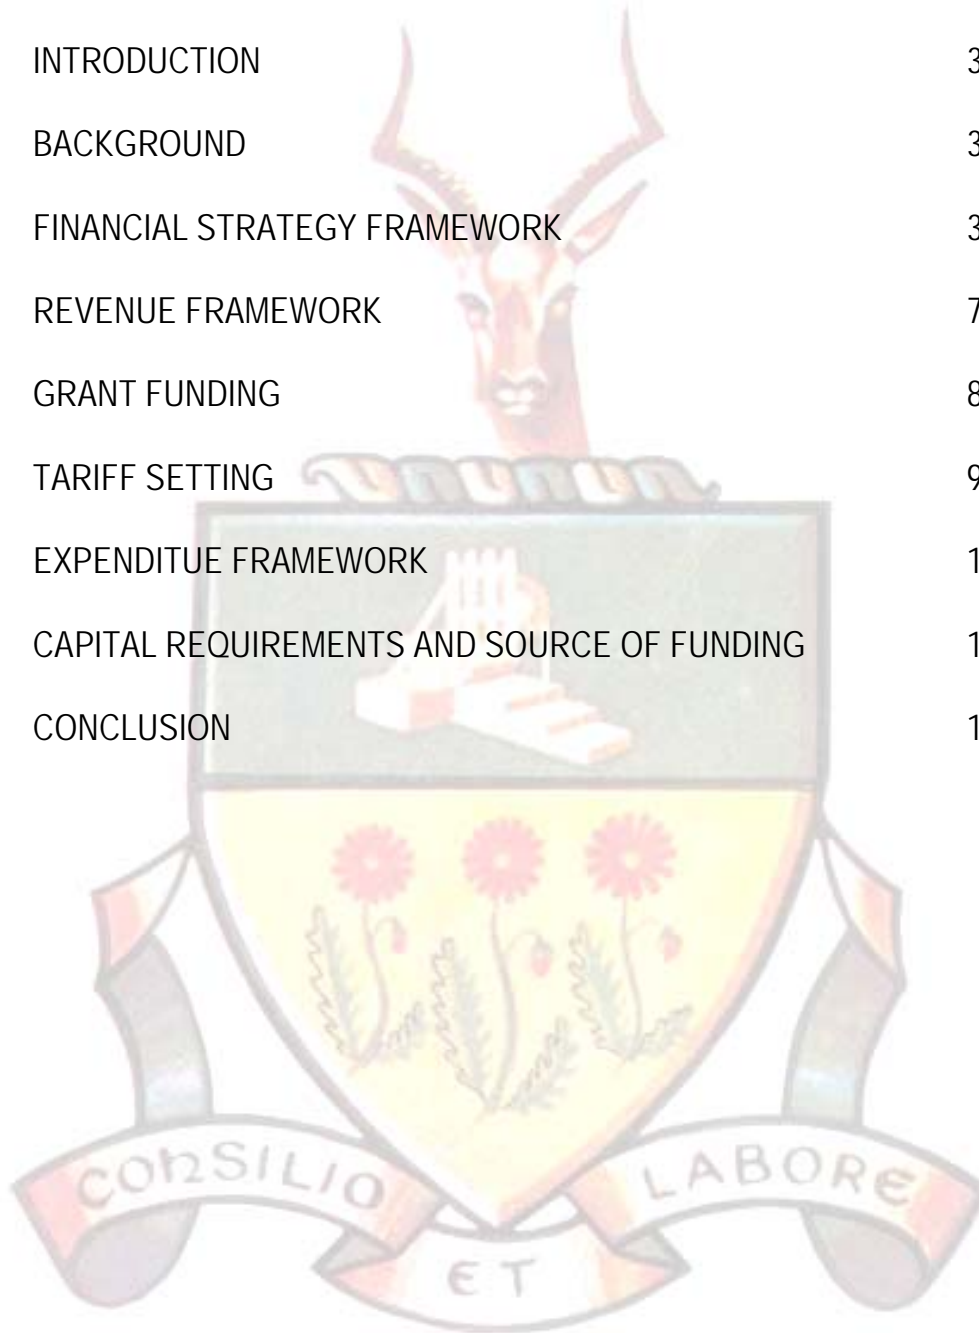 INTRODUCTION 3
BACKGROUND 3
FINANCIAL STRATEGY FRAMEWORK 3
REVENUE FRAMEWORK 7
GRANT FUNDING 8
TARIFF SETTING 9
EXPENDITUE FRAMEWORK 1
CAPITAL REQUIREMENTS AND SOURCE OF FUNDING 1
CONCLUSION 1
CONSILIO ET LABORE